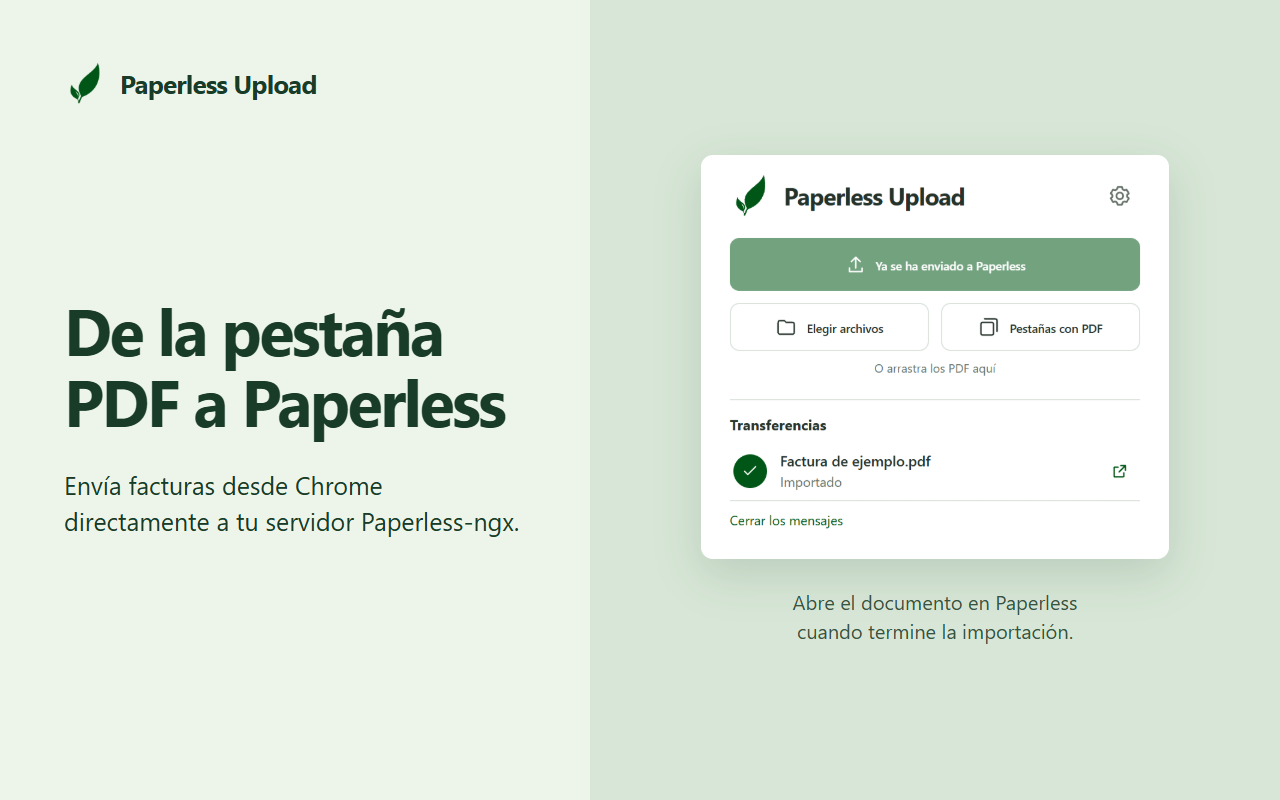 Paperless Upload
De la pestaña
PDF a Paperless
Envía facturas desde Chrome
directamente a tu servidor Paperless-ngx.
Paperless Upload
Ya se ha enviado a Paperless
Elegir archivos
Pestañas con PDF
O arrastra los PDF aquí
Transferencias
Factura de ejemplo.pdf
Importado
Cerrar los mensajes
Abre el documento en Paperless
cuando termine la importación.